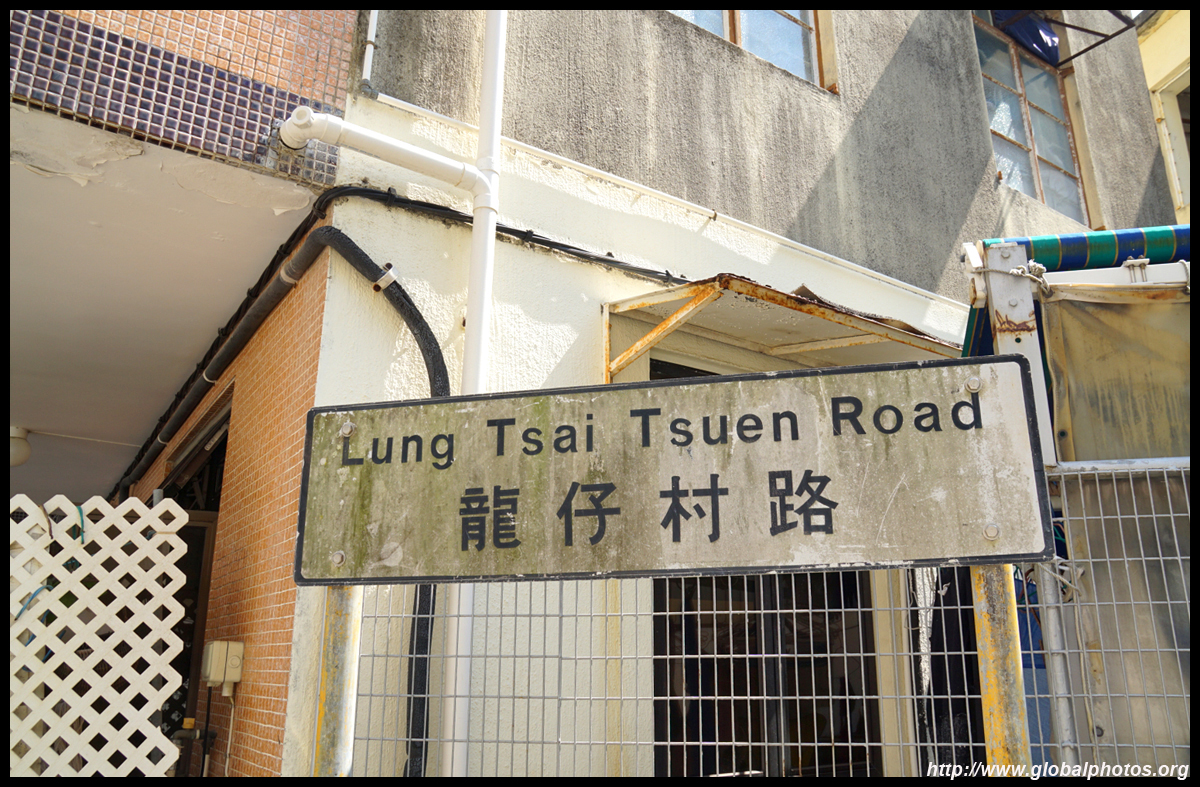 Lung Tsai Tsuen Road
龍仔村路
http://www.globalphotos.org